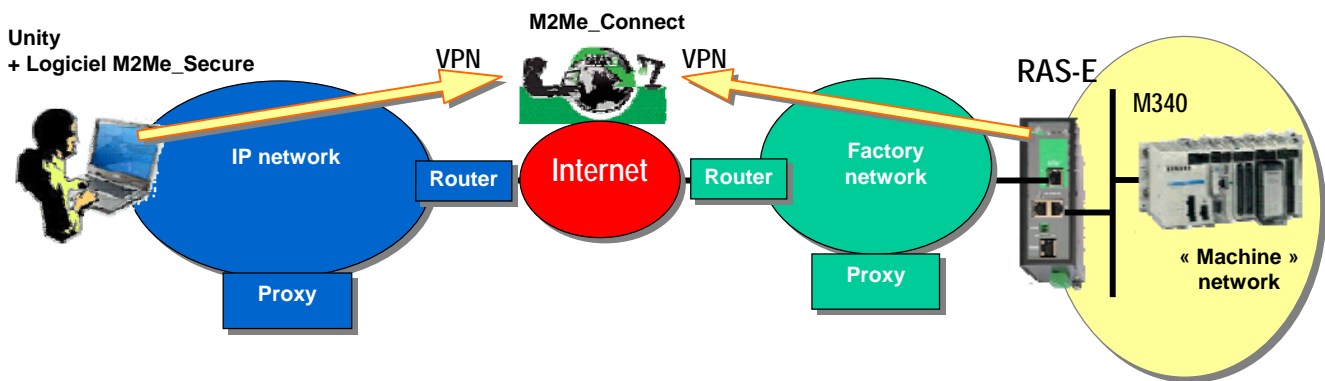 Unity
+ Logiciel M2Me_Secure
VPN
M2Me_Connect
VPN
RAS-E
M340
IP network
Router
Internet
Router
Factory
network
Proxy
Proxy
« Machine »
network